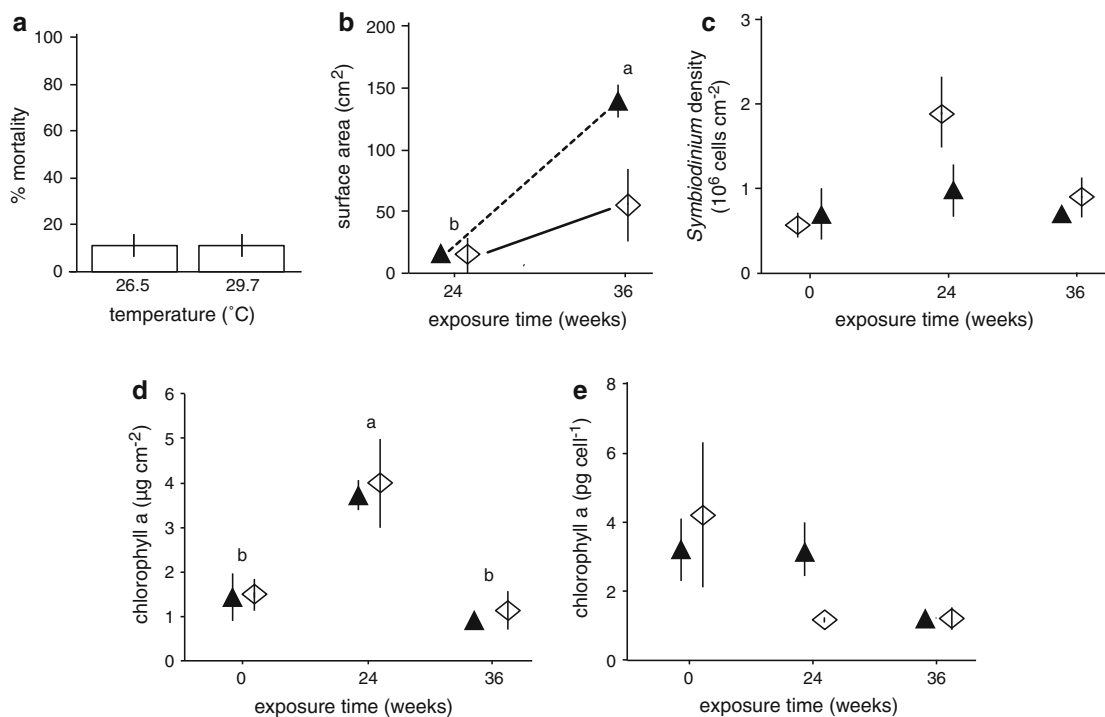 a
100
80
60
40
20
0
% mortality
26.5 29.7
temperature (˚C)
b
200
150
100
50
0
surface area (cm2)
a
b
24 36
exposure time (weeks)
c
3
2
1
0
Symbiodinium density
(10⁶ cells cm-2)
0 24 36
exposure time (weeks)
d
6
5
4
3
2
1
0
chlorophyll a (µg cm-2)
b
a
b
0 24 36
exposure time (weeks)
e
8
6
4
2
0
chlorophyll a (pg cell-1)
0 24 36
exposure time (weeks)